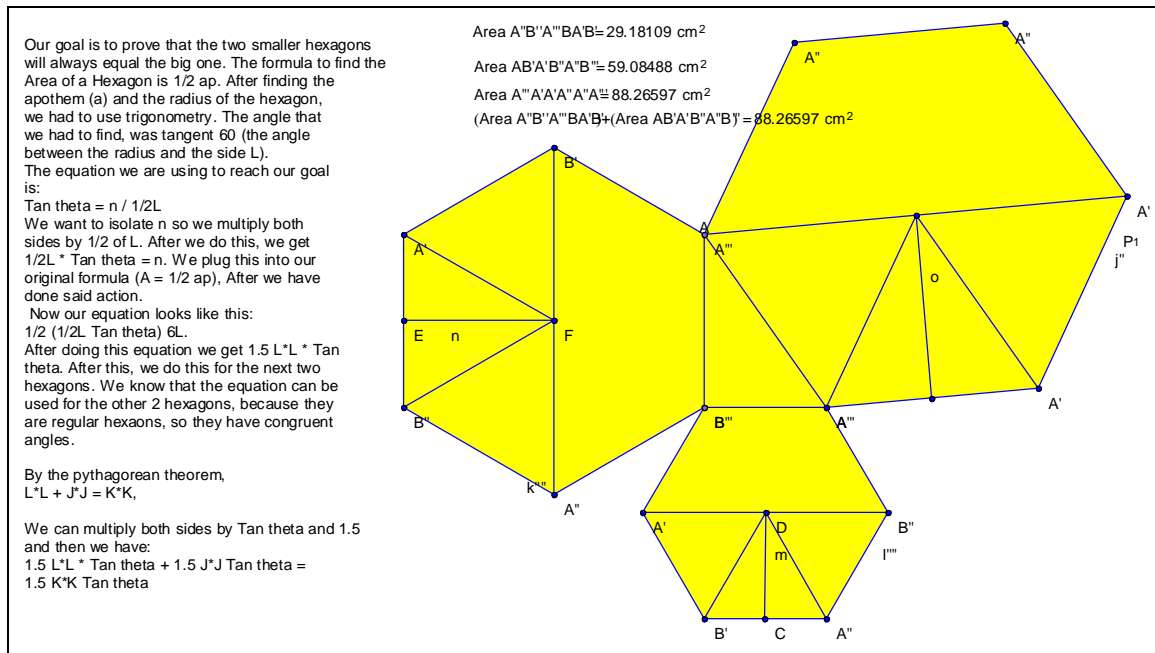 Our goal is to prove that the two smaller hexagons
will always equal the big one. The formula to find the
Area of a Hexagon is 1/2 ap. After finding the
apothem (a) and the radius of the hexagon,
we had to use trigonometry. The angle that
we had to find, was tangent 60 (the angle
between the radius and the side L).
The equation we are using to reach our goal
is:
Tan theta = n / 1/2L
We want to isolate n so we multiply both
sides by 1/2 of L. After we do this, we get
1/2L * Tan theta = n. We plug this into our
original formula (A = 1/2 ap), After we have
done said action.
Now our equation looks like this:
1/2 (1/2L Tan theta) 6L.
After doing this equation we get 1.5 L*L * Tan
theta. After this, we do this for the next two
hexagons. We know that the equation can be
used for the other 2 hexagons, because they
are regular hexaons, so they have congruent
angles.
By the pythagorean theorem,
L*L + J*J = K*K,
We can multiply both sides by Tan theta and 1.5
and then we have:
1.5 L*L * Tan theta + 1.5 J*J Tan theta =
1.5 K*K Tan theta
Area A"B''A'''BA'B' = 29.18109 cm²
Area AB'A'B"A"B'' = 59.08488 cm²
Area A'''A'A'A"A"A''' = 88.26597 cm²
(Area A"B''A'''BA'B')+(Area AB'A'B"A"B'') = 88.26597 cm²
A"
A"
B'
A'
A
A'''
P1
j"
A'
o
E
n
F
A'
B"
B'''
A'''
k''''
A"
A'
D
B"
m
l''''
B'
C
A"